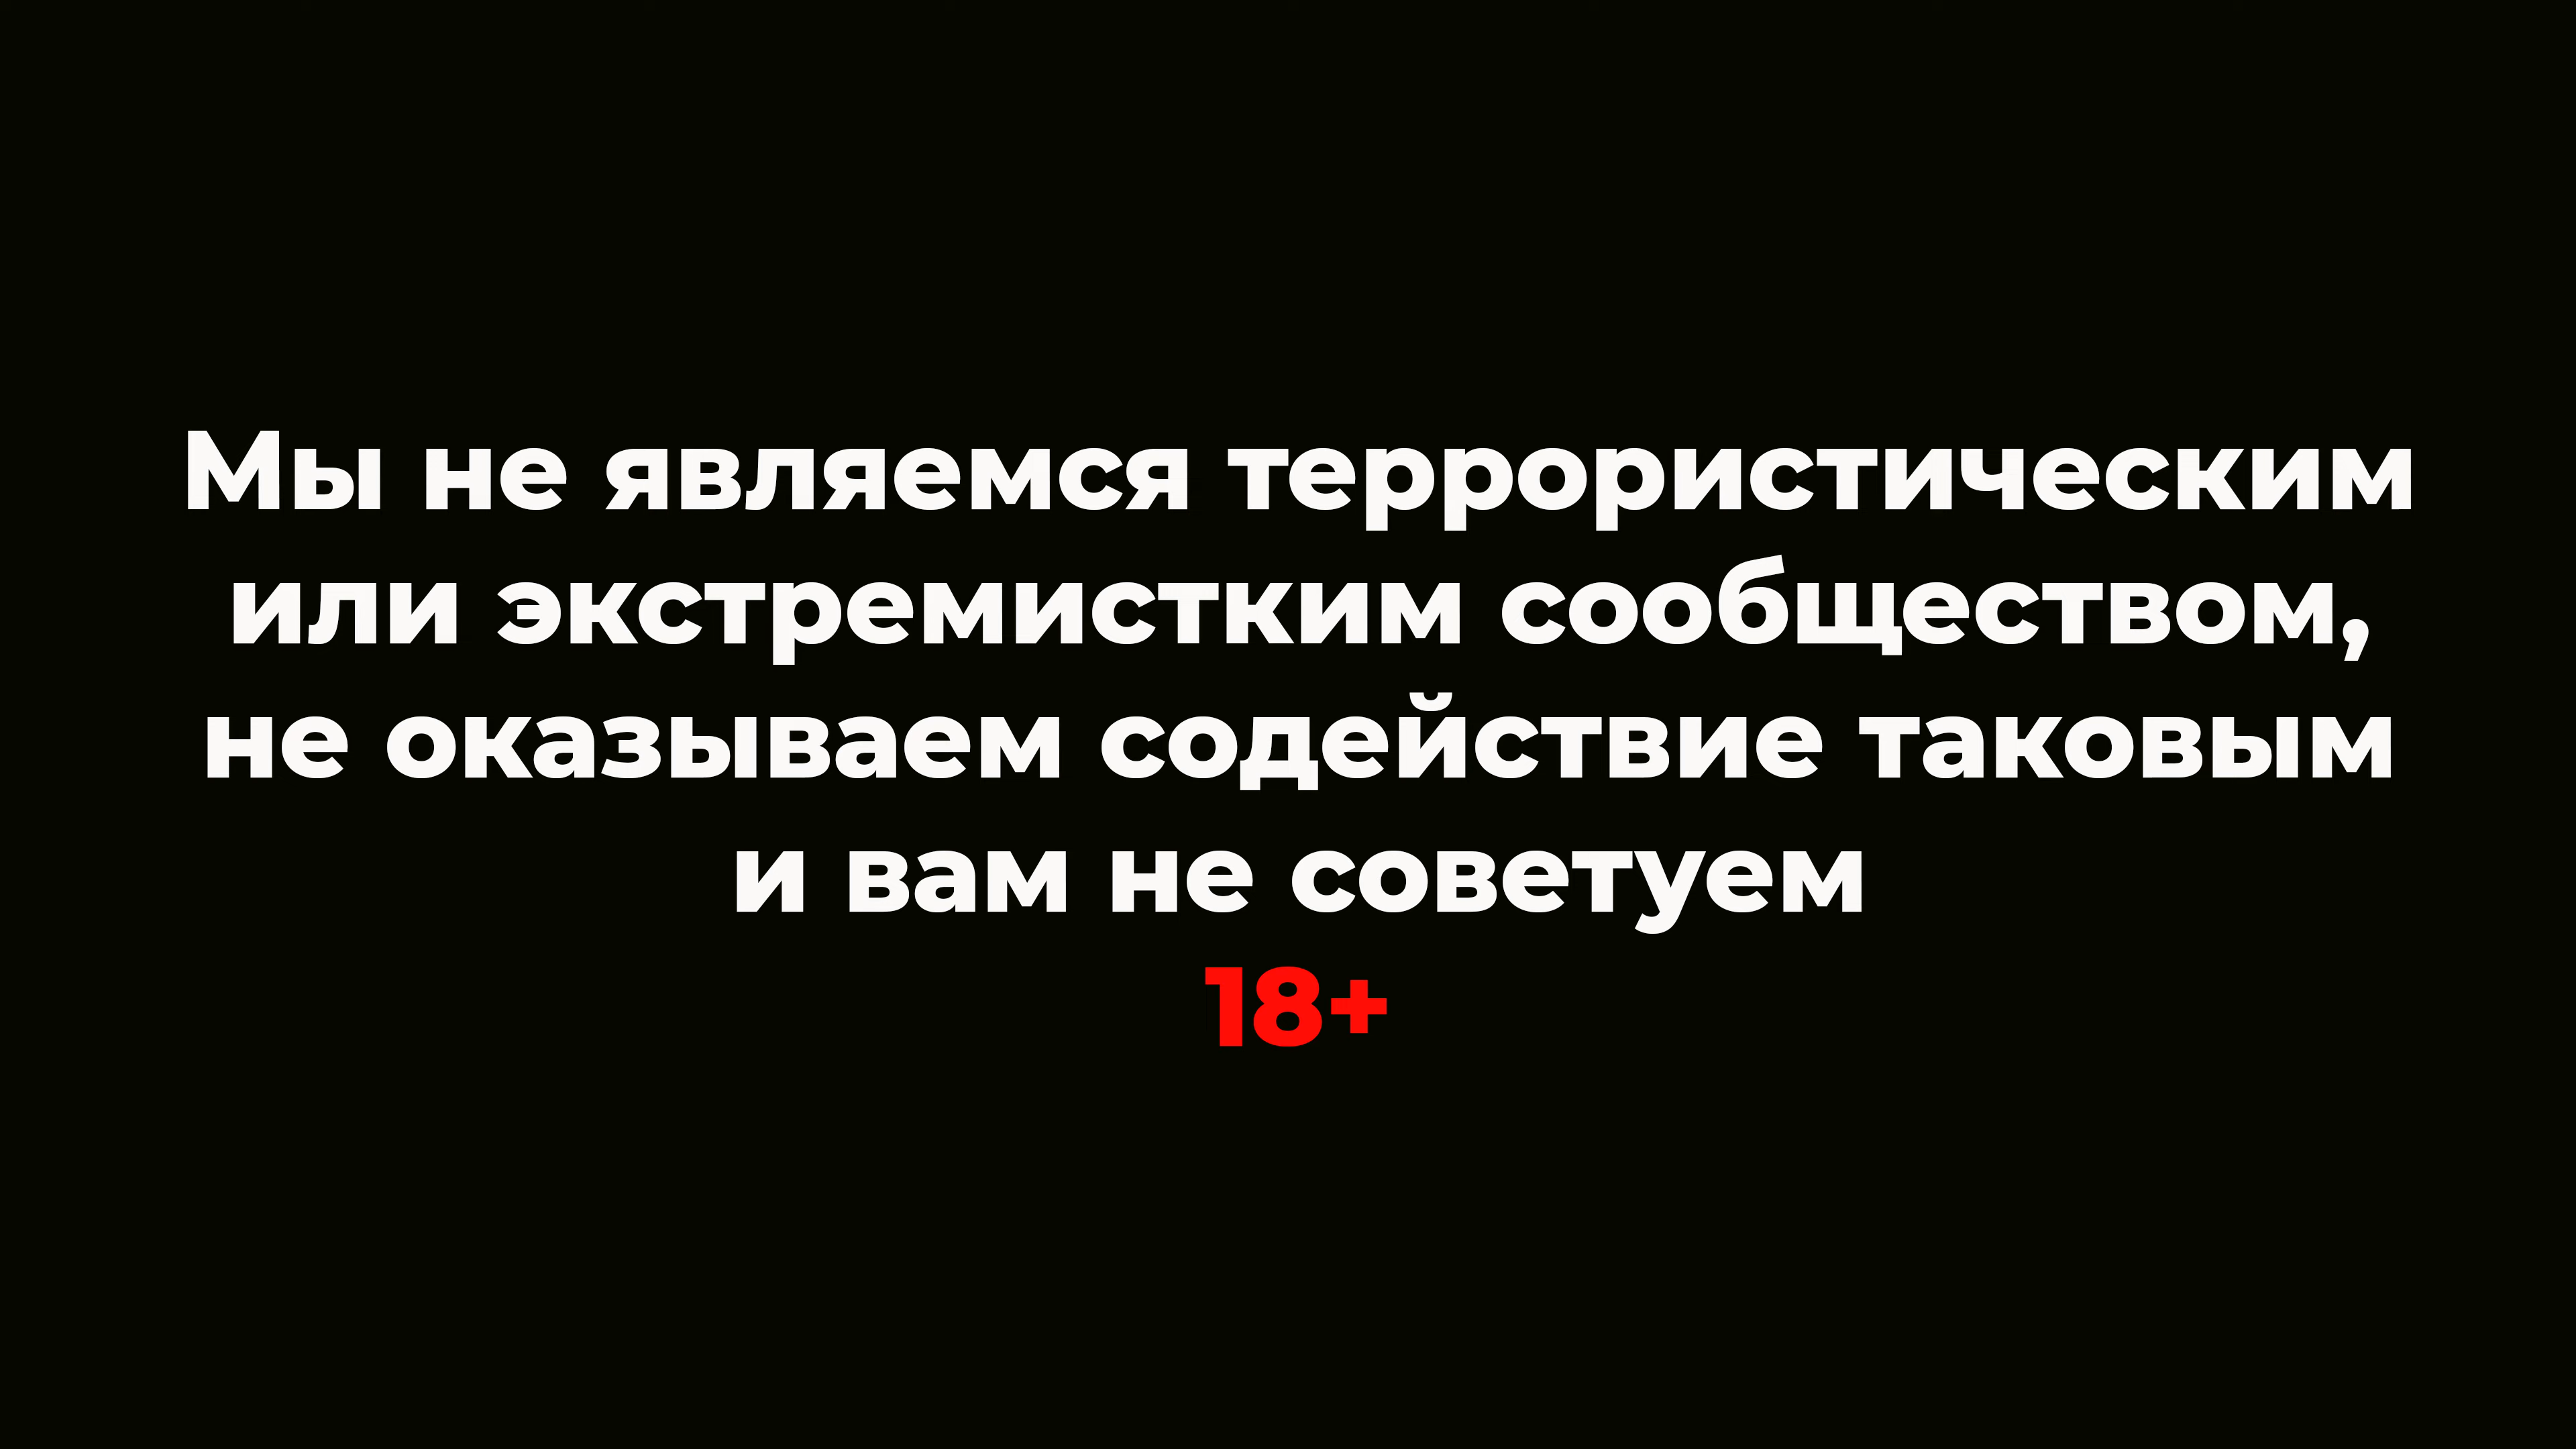 Мы не являемся террористическим
или экстремистким сообществом,
не оказываем содействие таковым
и вам не советуем
18+